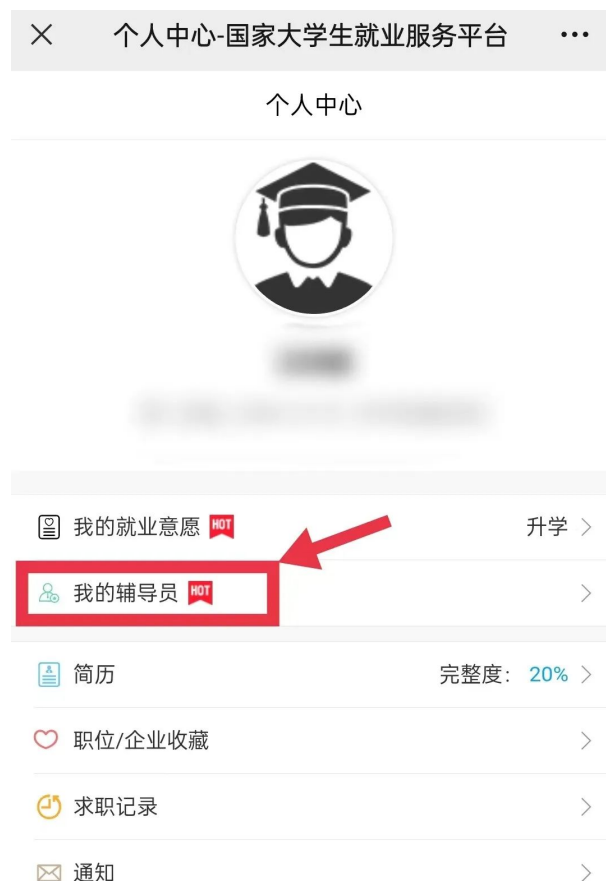 个人中心-国家大学生就业服务平台
个人中心
我的就业意愿 HOT 升学
我的辅导员 HOT
简历 完整度: 20%
职位/企业收藏
求职记录
通知